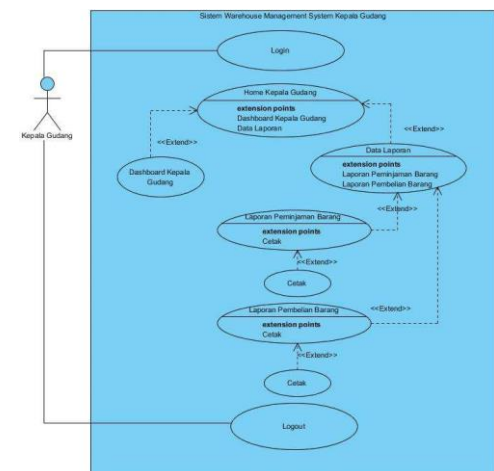 Sistem Warehouse Management System Kepala Gudang
Login
Kepala Gudang
Home Kepala Gudang
extension points
Dashboard Kepala Gudang
Data Laporan
<<Extend>>
<<Extend>>
Dashboard Kepala
Gudang
Data Laporan
extension points
Laporan Peminjaman Barang
Laporan Pembelian Barang
<<Extend>>
Laporan Peminjaman Barang
extension points
Cetak
<<Extend>>
Cetak
Laporan Pembelian Barang
extension points
Cetak
<<Extend>>
<<Extend>>
Cetak
Logout